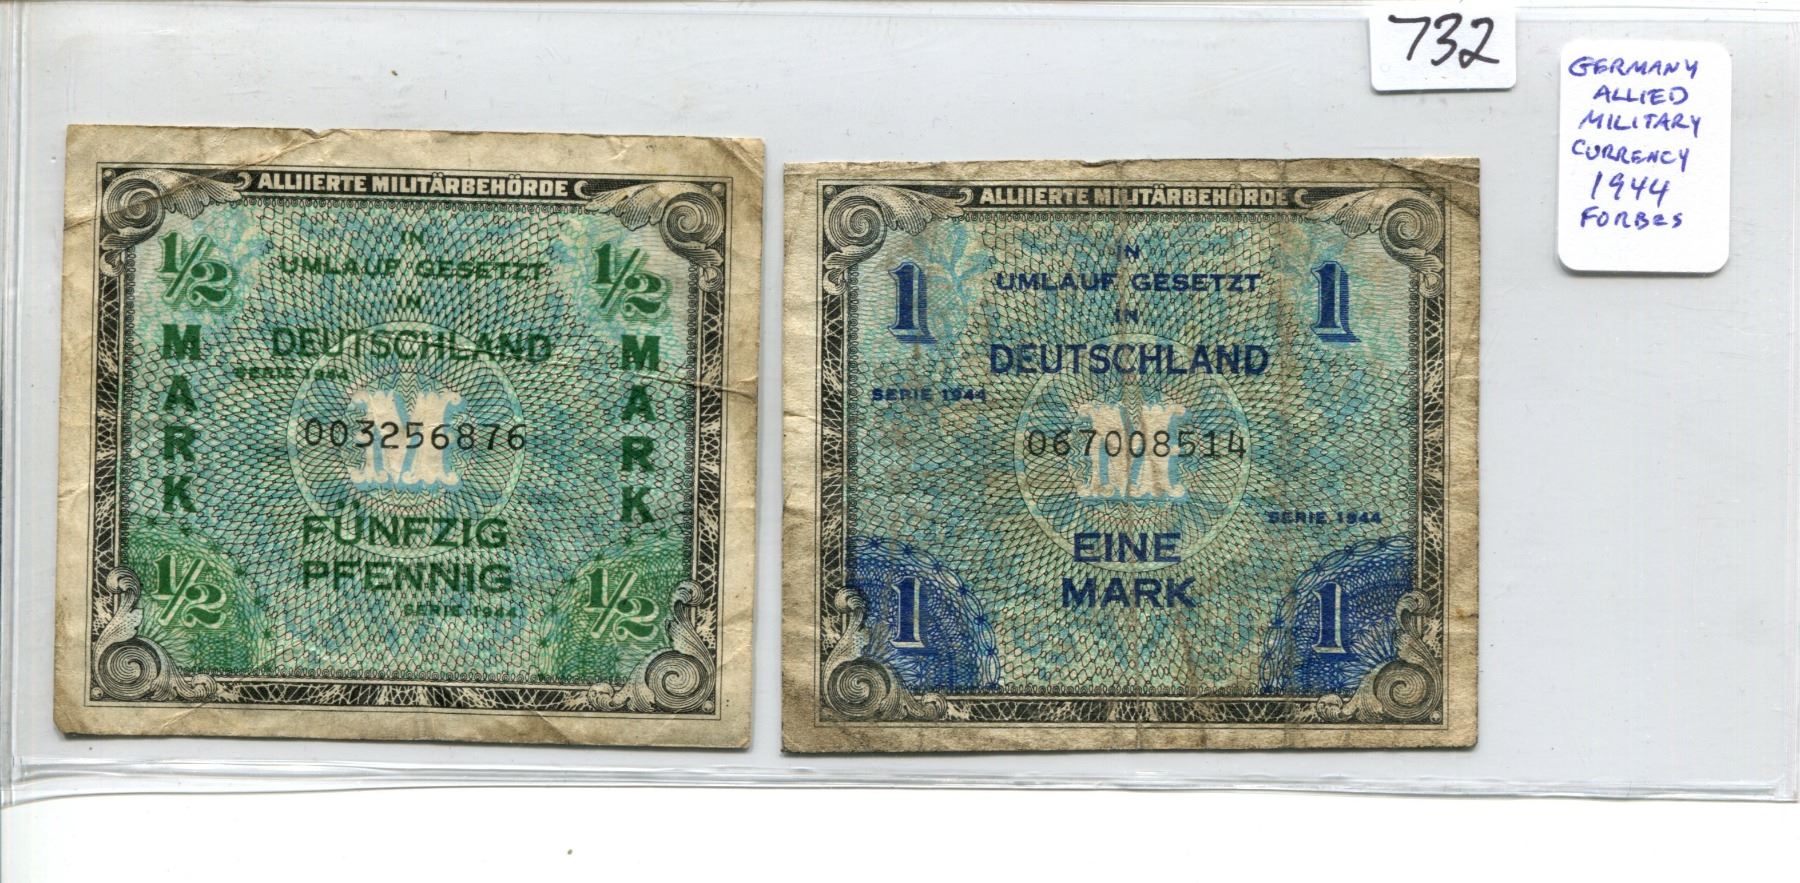 732
GERMANY
ALLIED
MILITARY
CURRENCY
1944
FORBES
ALLIIERTE MILITÄRBEHÖRDE
1/2
1/2
IN
UMLAUF GESETZT
IN
DEUTSCHLAND
SERIE 1944
MARK
MARK
M
003256876
FÜNFZIG
PFENNIG
SERIE 1944
1/2
1/2
ALLIIERTE MILITÄRBEHÖRDE
1
1
IN
UMLAUF GESETZT
IN
DEUTSCHLAND
SERIE 1944
M
067008514
SERIE 1944
EINE
MARK
1
1